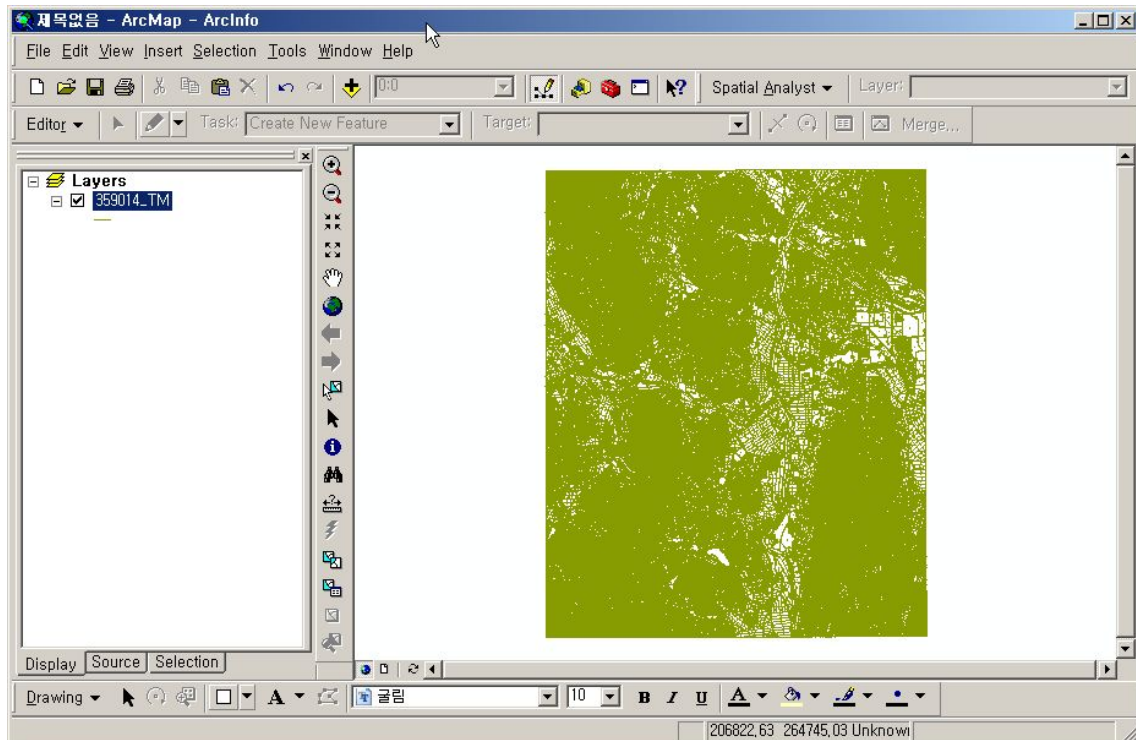 제목없음 - ArcMap - ArcInfo
File Edit View Insert Selection Tools Window Help
0:0 Spatial Analyst Layer:
Editor Task: Create New Feature Target: Merge...
Layers
359014_TM
Display Source Selection
Drawing A 굴림 10 B I U A
206822,63 264745,03 Unknown